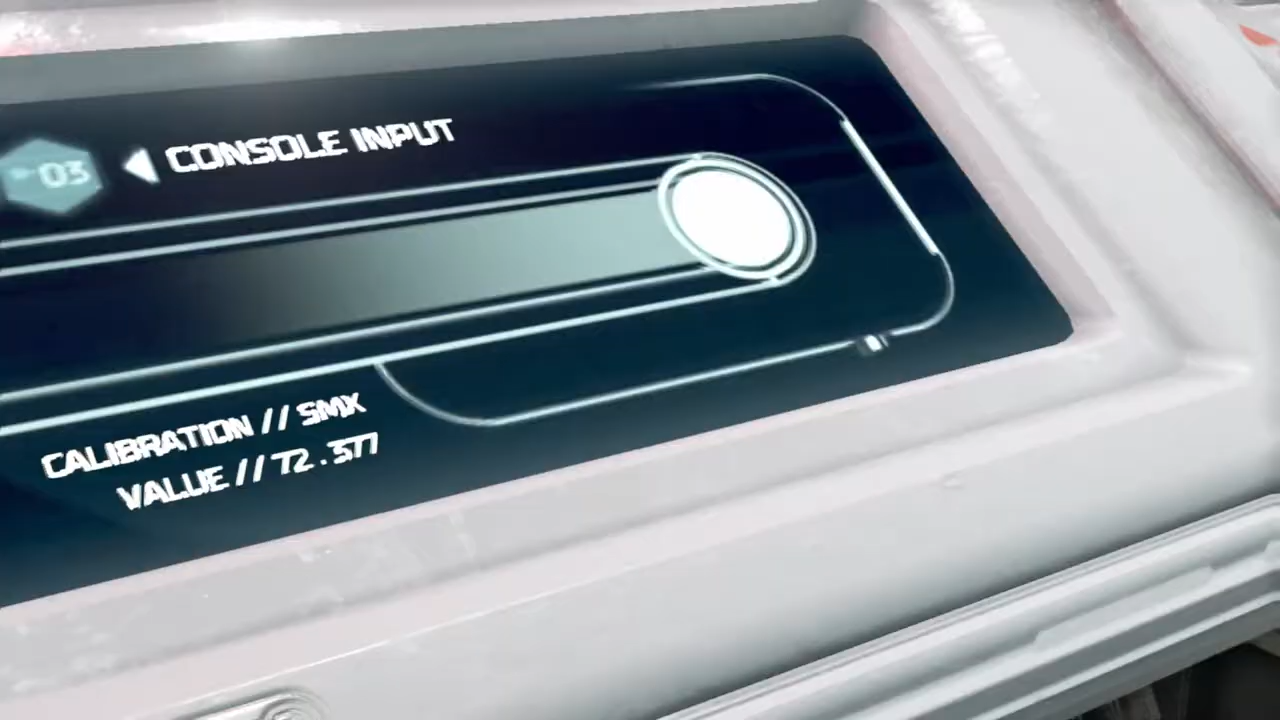 03
CONSOLE INPUT
CALIBRATION // SMX
VALUE // 72.377